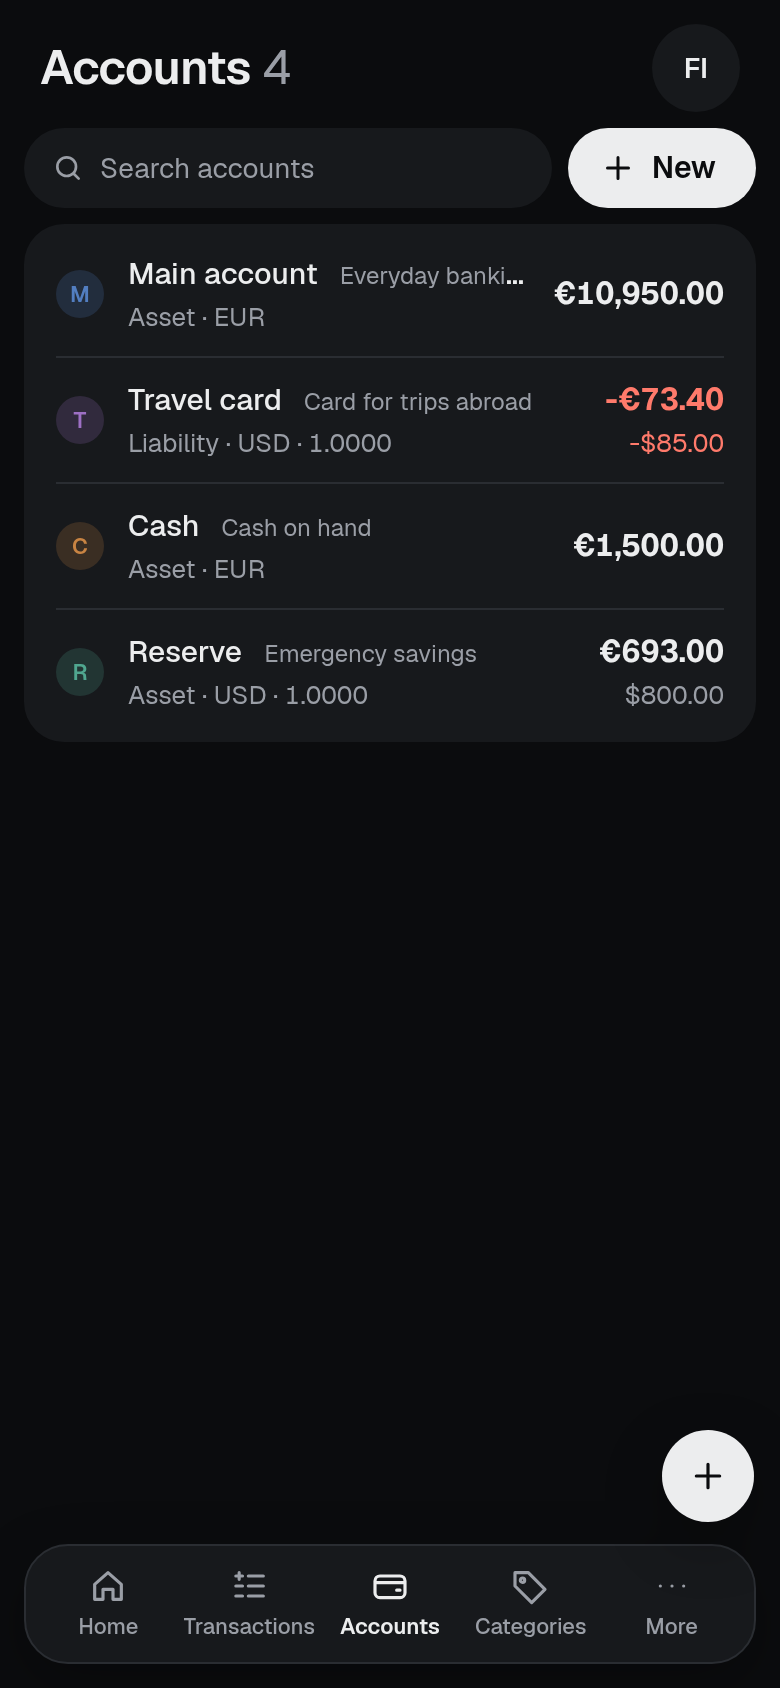 Accounts 4
FI
Search accounts
New
M
Main account Everyday banki...
€10,950.00
Asset · EUR
T
Travel card Card for trips abroad
-€73.40
Liability · USD · 1.0000
-$85.00
C
Cash Cash on hand
€1,500.00
Asset · EUR
R
Reserve Emergency savings
€693.00
Asset · USD · 1.0000
$800.00
Home
Transactions
Accounts
Categories
More